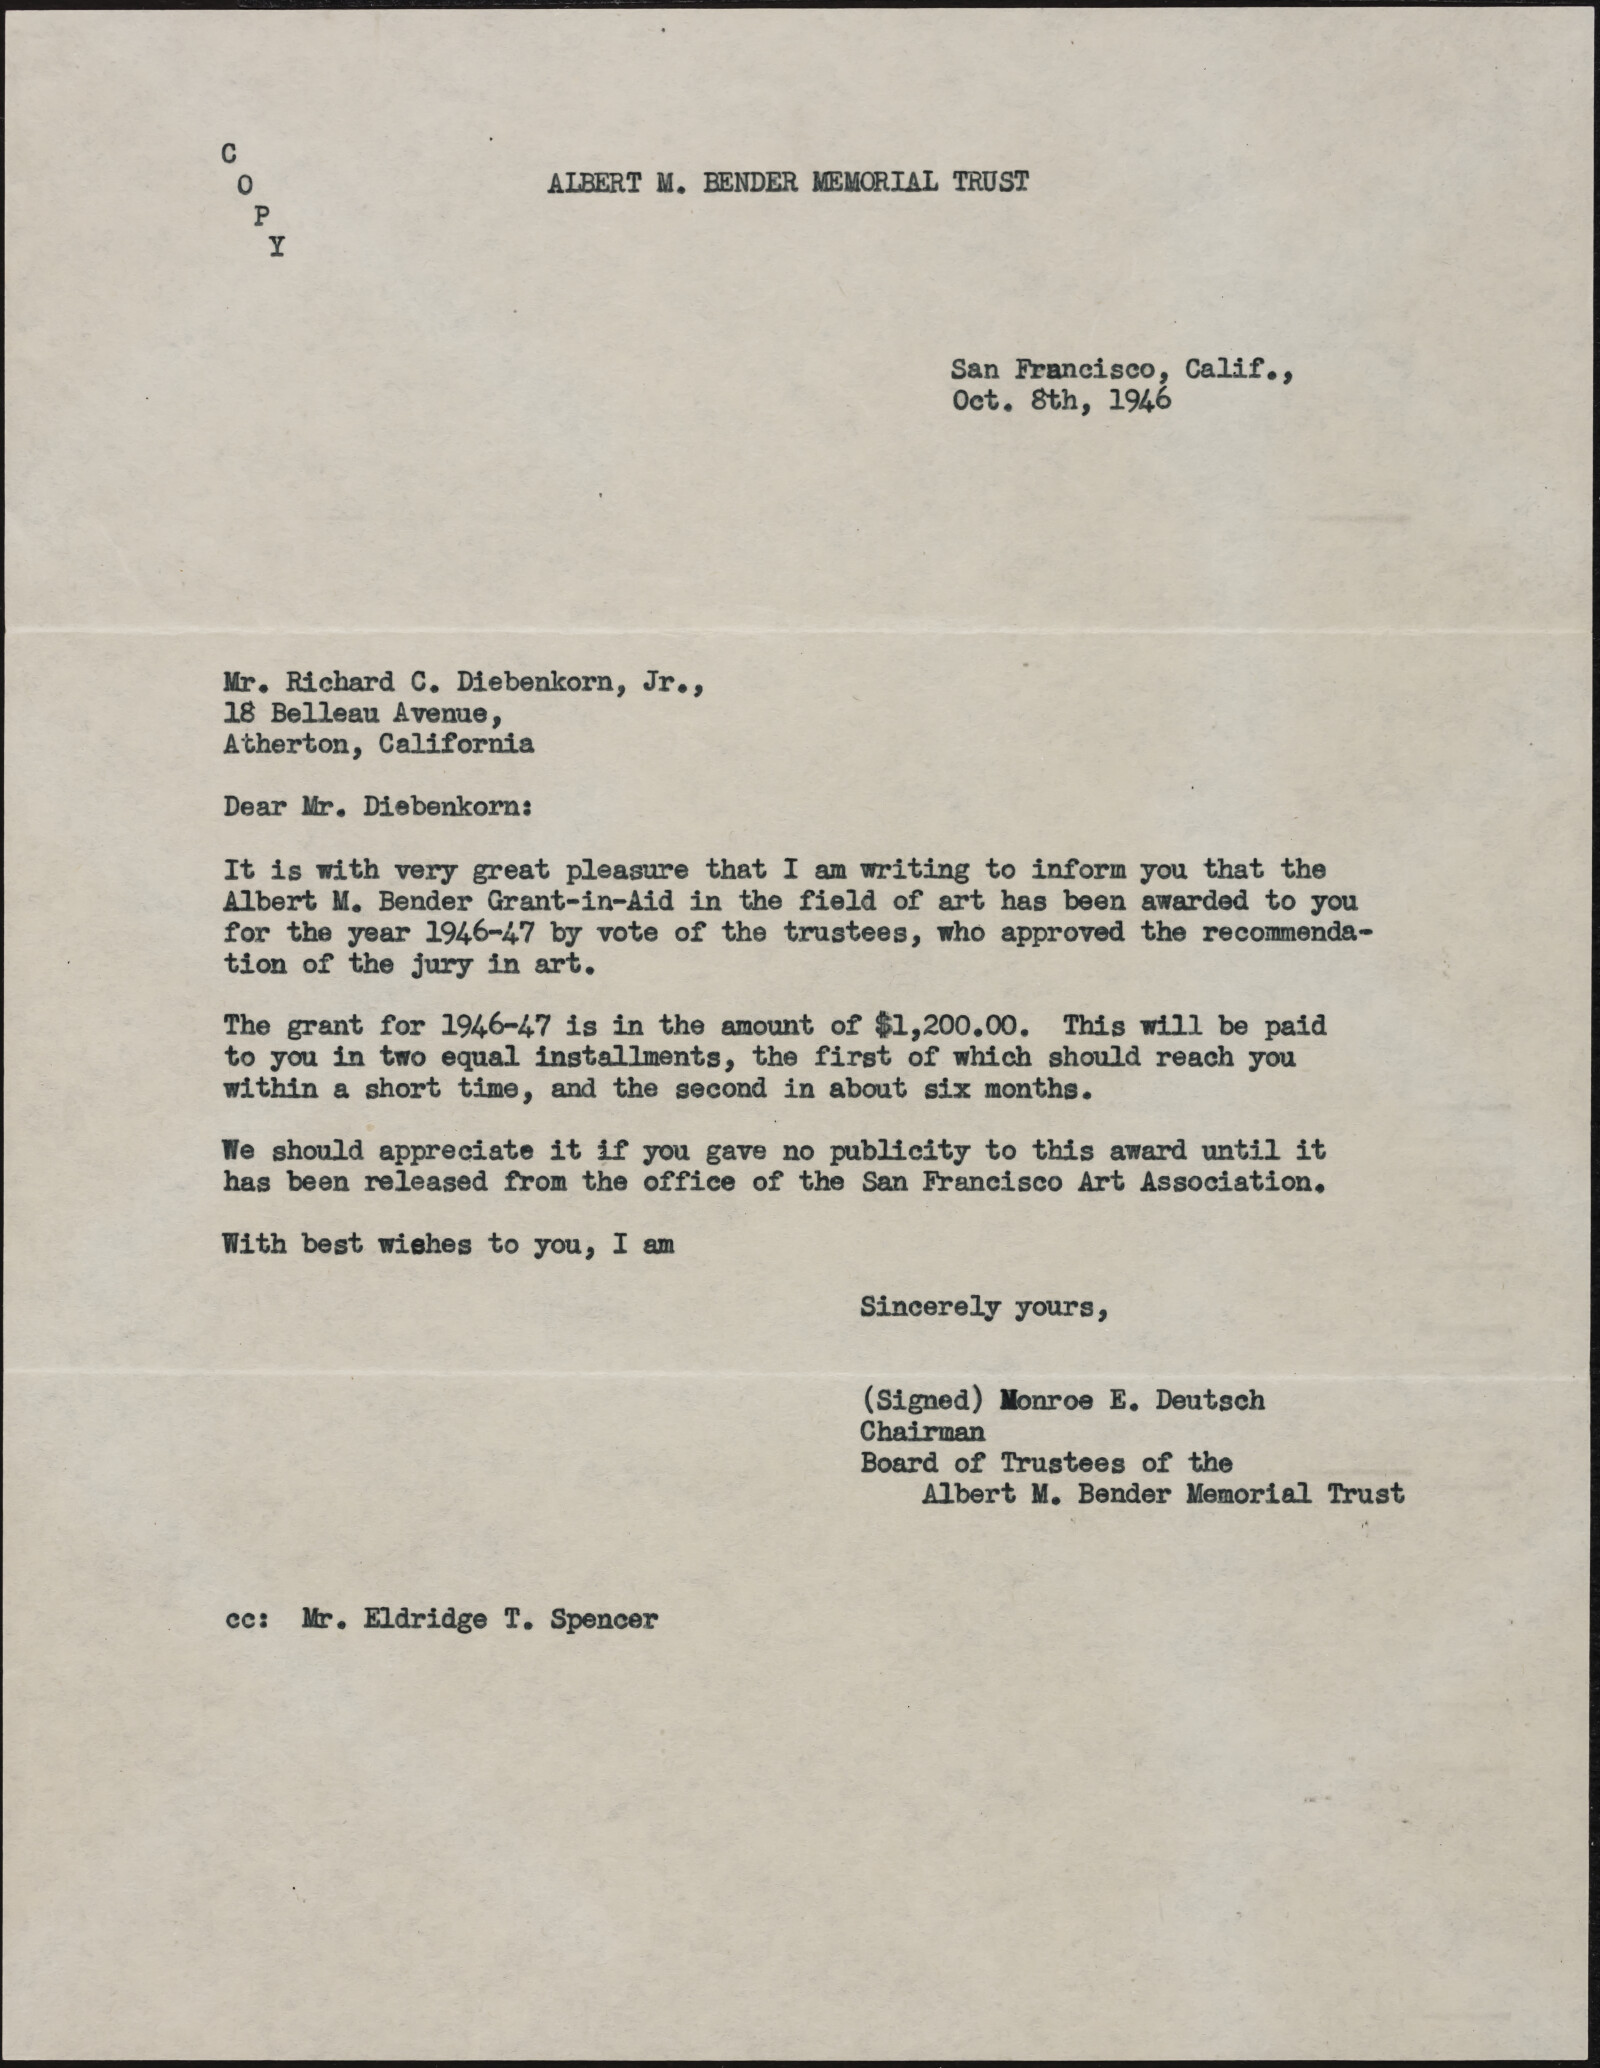 C
O
P
Y
ALBERT M. BENDER MEMORIAL TRUST
San Francisco, Calif.,
Oct. 8th, 1946
Mr. Richard C. Diebenkorn, Jr.,
18 Belleau Avenue,
Atherton, California
Dear Mr. Diebenkorn:
It is with very great pleasure that I am writing to inform you that the
Albert M. Bender Grant-in-Aid in the field of art has been awarded to you
for the year 1946-47 by vote of the trustees, who approved the recommenda-
tion of the jury in art.
The grant for 1946-47 is in the amount of $1,200.00. This will be paid
to you in two equal installments, the first of which should reach you
within a short time, and the second in about six months.
We should appreciate it if you gave no publicity to this award until it
has been released from the office of the San Francisco Art Association.
With best wishes to you, I am
Sincerely yours,
(Signed) Monroe E. Deutsch
Chairman
Board of Trustees of the
Albert M. Bender Memorial Trust
cc: Mr. Eldridge T. Spencer